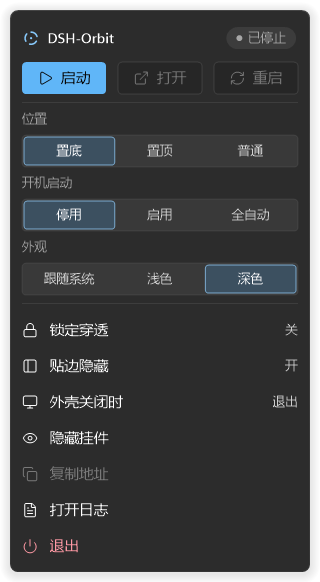 DSH-Orbit 已停止
启动 打开 重启
位置
置底 置顶 普通
开机启动
停用 启用 全自动
外观
跟随系统 浅色 深色
锁定穿透 关
贴边隐藏 开
外壳关闭时 退出
隐藏挂件
复制地址
打开日志
退出